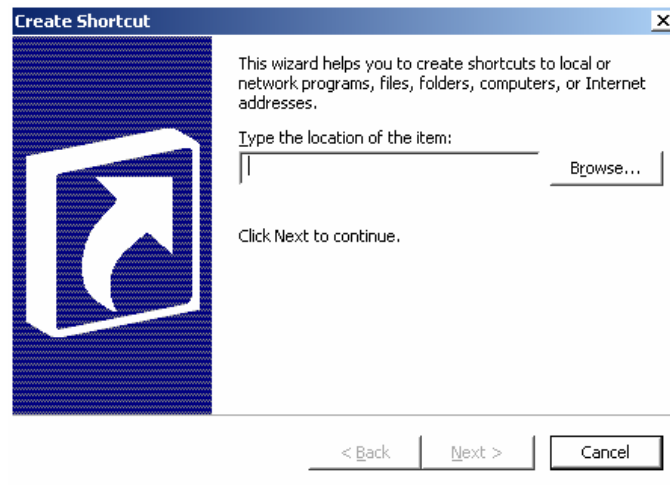 Create Shortcut
This wizard helps you to create shortcuts to local or
network programs, files, folders, computers, or Internet
addresses.
Type the location of the item:
Browse...
Click Next to continue.
< Back Next > Cancel